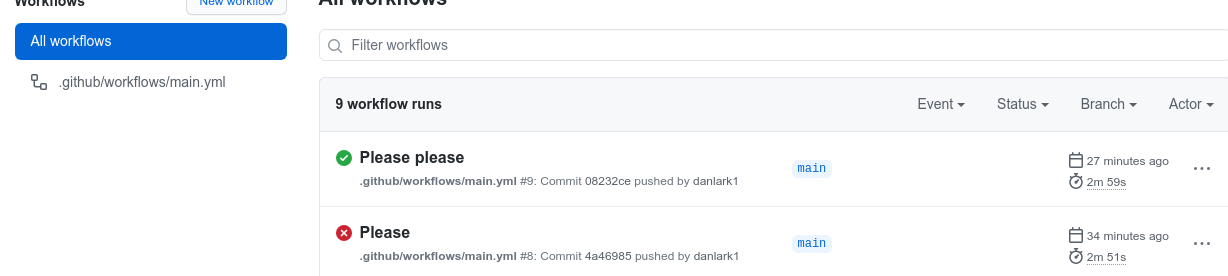 Workflows
New workflow
All workflows
.github/workflows/main.yml
All workflows
Filter workflows
9 workflow runs
Event
Status
Branch
Actor
Please please
.github/workflows/main.yml #9: Commit 08232ce pushed by danlark1
main
27 minutes ago
2m 59s
Please
.github/workflows/main.yml #8: Commit 4a46985 pushed by danlark1
main
34 minutes ago
2m 51s